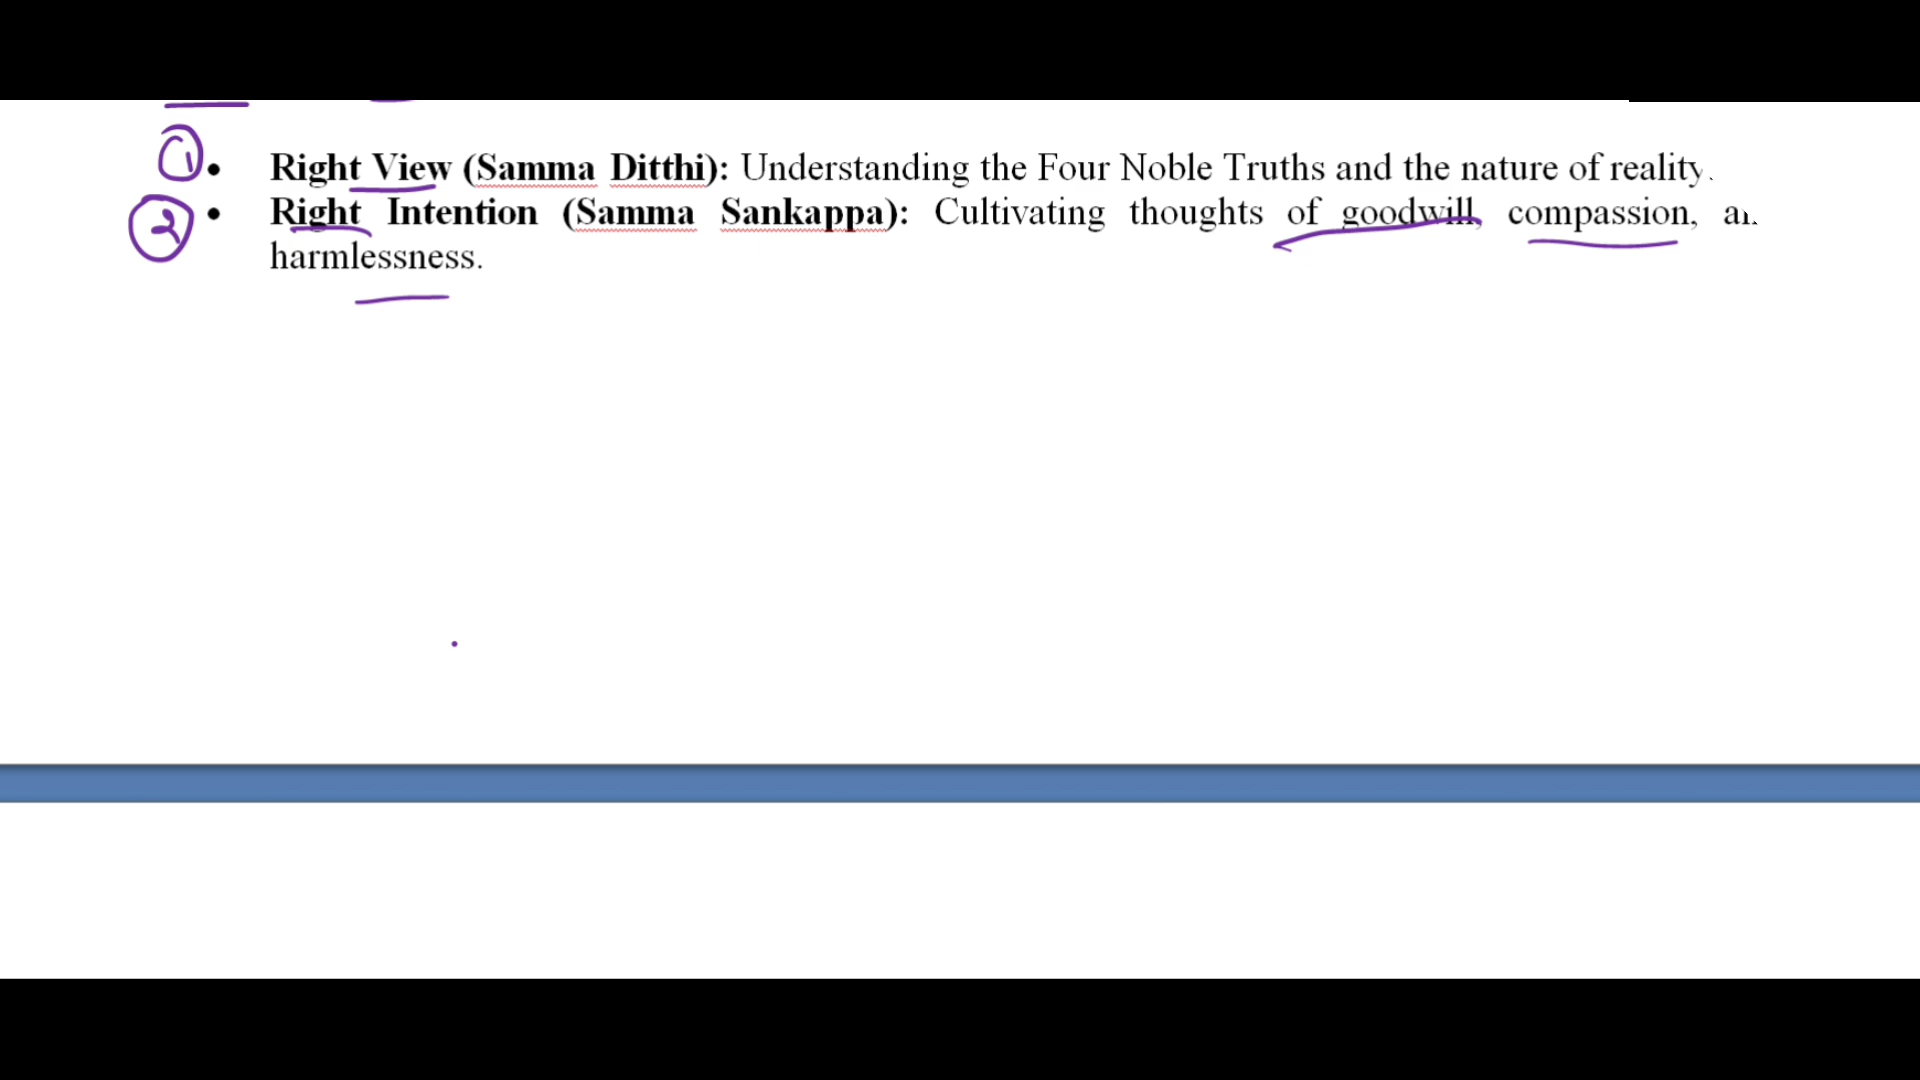 ① • Right View (Samma Ditthi): Understanding the Four Noble Truths and the nature of reality.
② • Right Intention (Samma Sankappa): Cultivating thoughts of goodwill, compassion,
harmlessness.